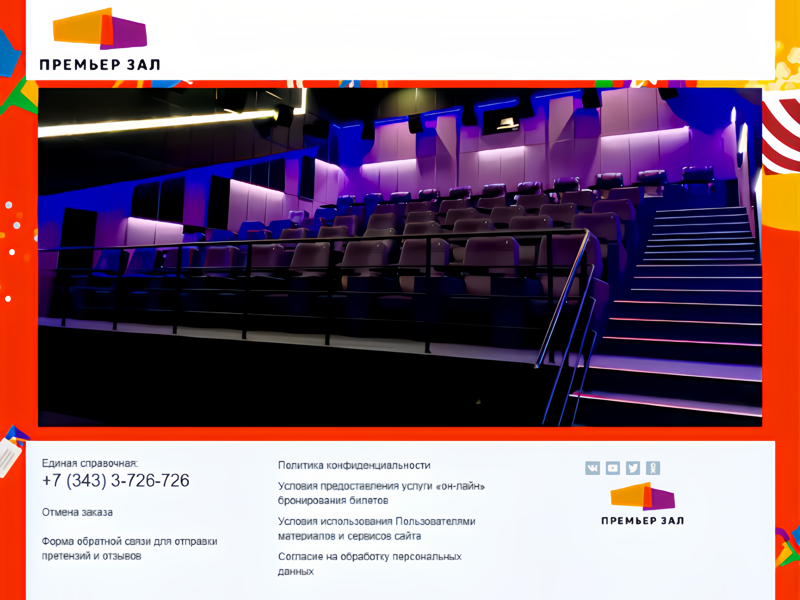 ПРЕМЬЕР ЗАЛ
Единая справочная:
+7 (343) 3-726-726
Отмена заказа
Форма обратной связи для отправки
претензий и отзывов
Политика конфиденциальности
Условия предоставления услуги «он-лайн»
бронирования билетов
Условия использования Пользователями
материалов и сервисов сайта
Согласие на обработку персональных
данных
ПРЕМЬЕР ЗАЛ